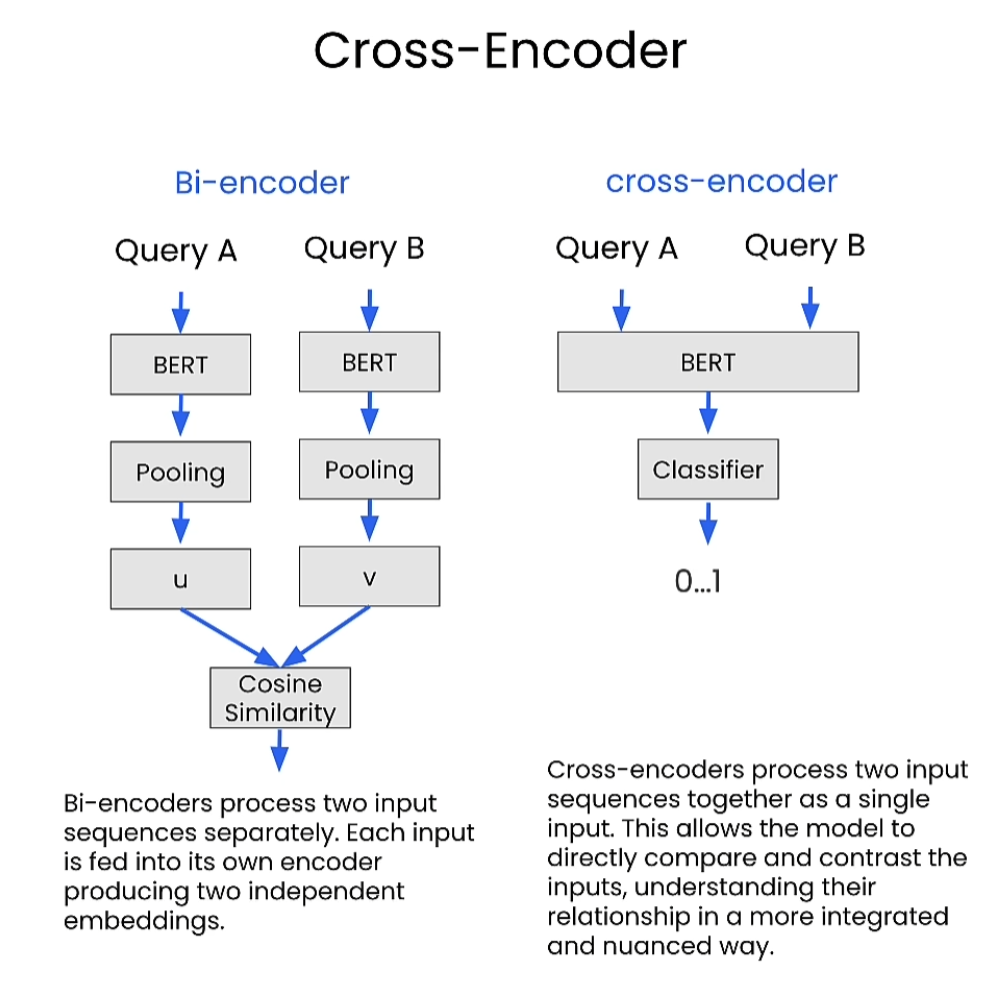 Cross-Encoder
Bi-encoder
Query A
Query B
BERT
BERT
Pooling
Pooling
u
v
Cosine
Similarity
Bi-encoders process two input
sequences separately. Each input
is fed into its own encoder
producing two independent
embeddings.
cross-encoder
Query A
Query B
BERT
Classifier
0...1
Cross-encoders process two input
sequences together as a single
input. This allows the model to
directly compare and contrast the
inputs, understanding their
relationship in a more integrated
and nuanced way.